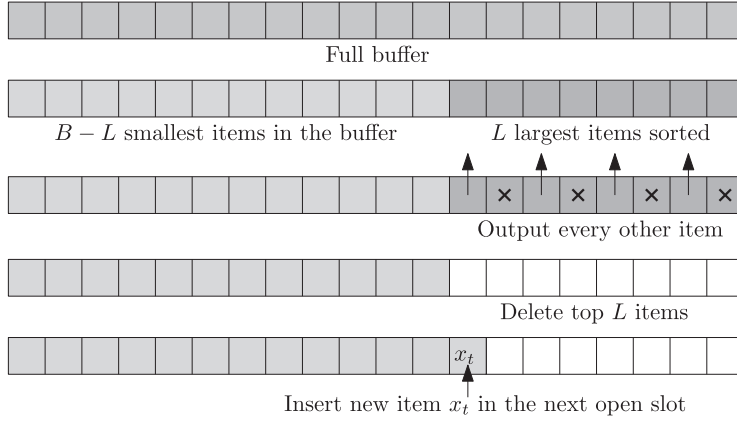 Full buffer
B − L smallest items in the buffer L largest items sorted
Output every other item
Delete top L items
x_t
Insert new item x_t in the next open slot